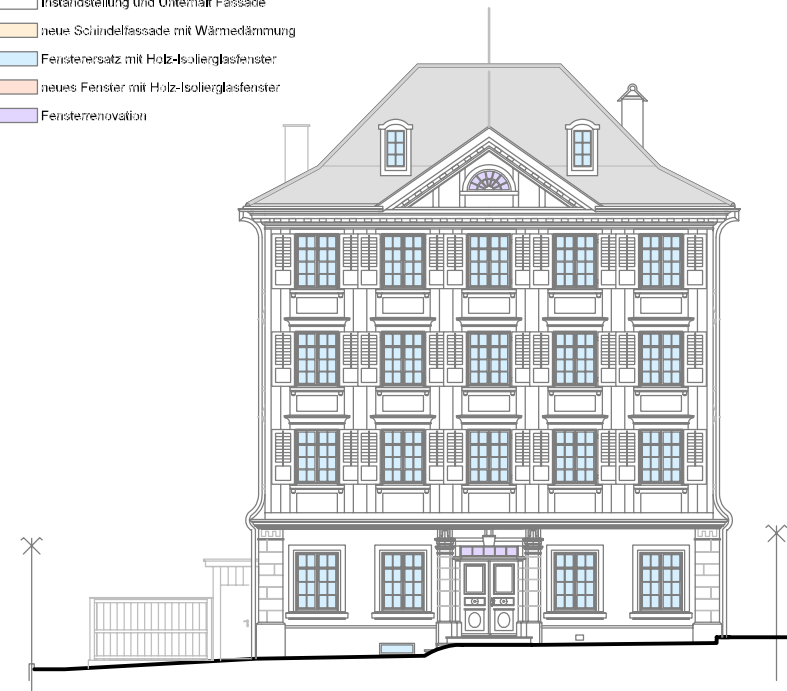 Instandstellung und Unterhalt Fassade
neue Schindelfassade mit Wärmedämmung
Fensterersatz mit Holz-Isolierglasfenster
neues Fenster mit Holz-Isolierglasfenster
Fensterrenovation